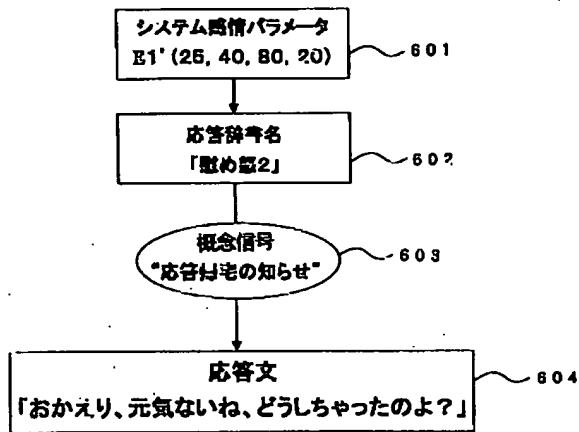 システム感情パラメータ
E1'(25, 40, 80, 20)
601
応答辞書名
「慰め器2」
602
概念信号
“応答帰宅の知らせ”
603
応答文
「おかえり、元気ないね、どうしちゃったのよ？」
604